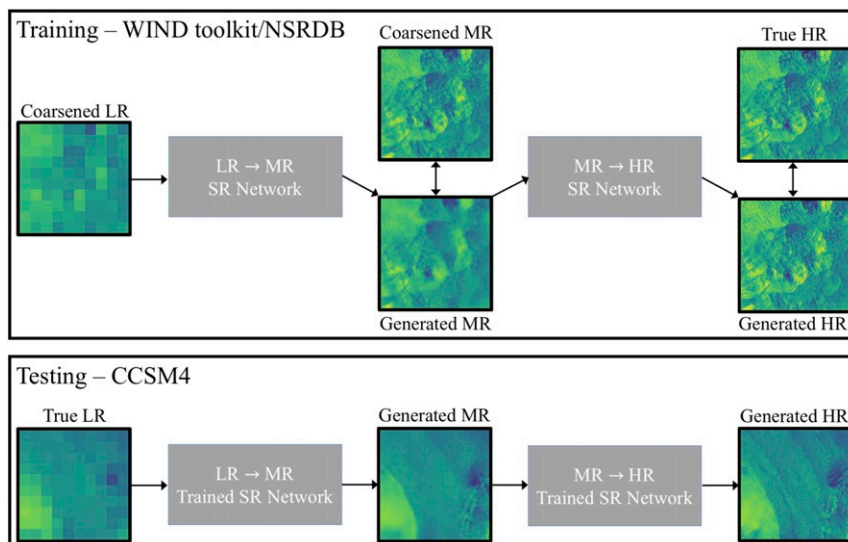 Training – WIND toolkit/NSRDB
Coarsened MR
True HR
Coarsened LR
LR → MR
SR Network
MR → HR
SR Network
Generated MR
Generated HR
Testing – CCSM4
True LR
Generated MR
Generated HR
LR → MR
Trained SR Network
MR → HR
Trained SR Network